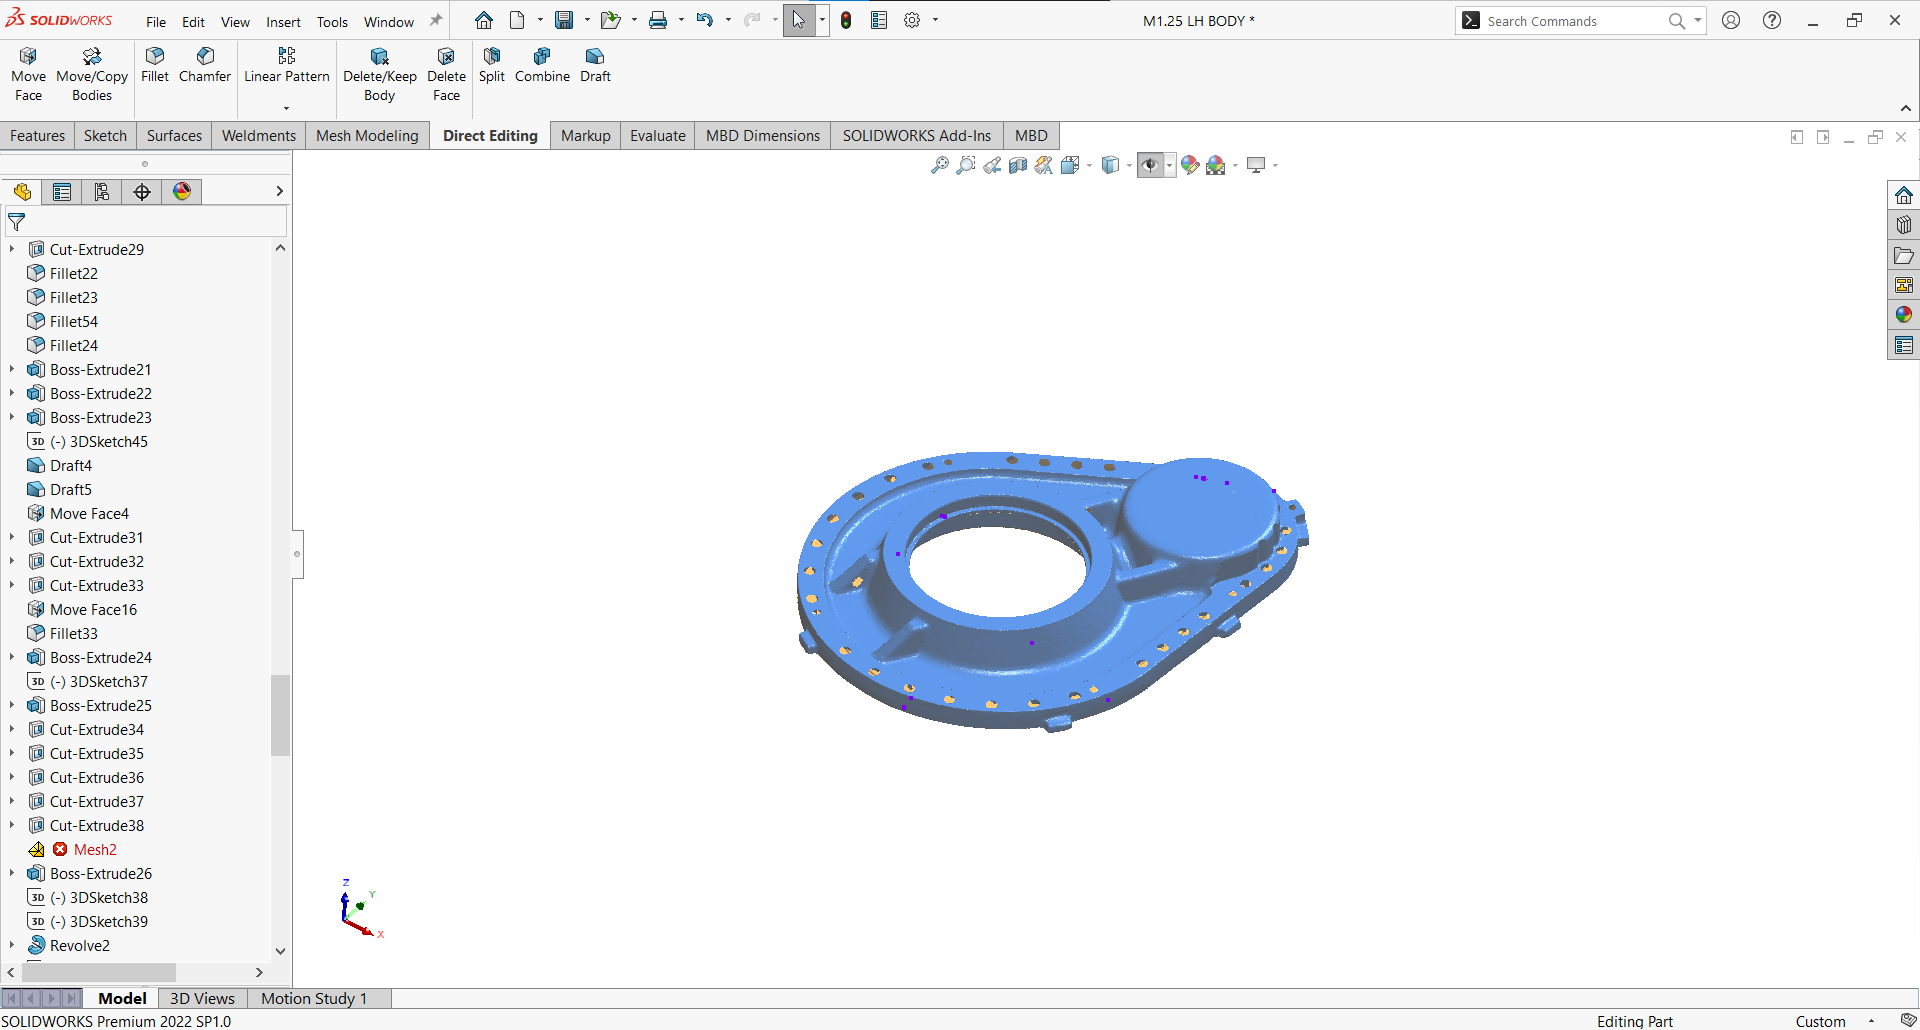 SOLIDWORKS File Edit View Insert Tools Window M1.25 LH BODY * Search Commands
Move Face
Move/Copy Bodies
Fillet
Chamfer
Linear Pattern
Delete/Keep Body
Delete Face
Split
Combine
Draft
Features Sketch Surfaces Weldments Mesh Modeling Direct Editing Markup Evaluate MBD Dimensions SOLIDWORKS Add-Ins MBD
Cut-Extrude29
Fillet22
Fillet23
Fillet54
Fillet24
Boss-Extrude21
Boss-Extrude22
Boss-Extrude23
3D (-) 3DSketch45
Draft4
Draft5
Move Face4
Cut-Extrude31
Cut-Extrude32
Cut-Extrude33
Move Face16
Fillet33
Boss-Extrude24
3D (-) 3DSketch37
Boss-Extrude25
Cut-Extrude34
Cut-Extrude35
Cut-Extrude36
Cut-Extrude37
Cut-Extrude38
Mesh2
Boss-Extrude26
3D (-) 3DSketch38
3D (-) 3DSketch39
Revolve2
Z
Y
X
Model 3D Views Motion Study 1
SOLIDWORKS Premium 2022 SP1.0 Editing Part Custom